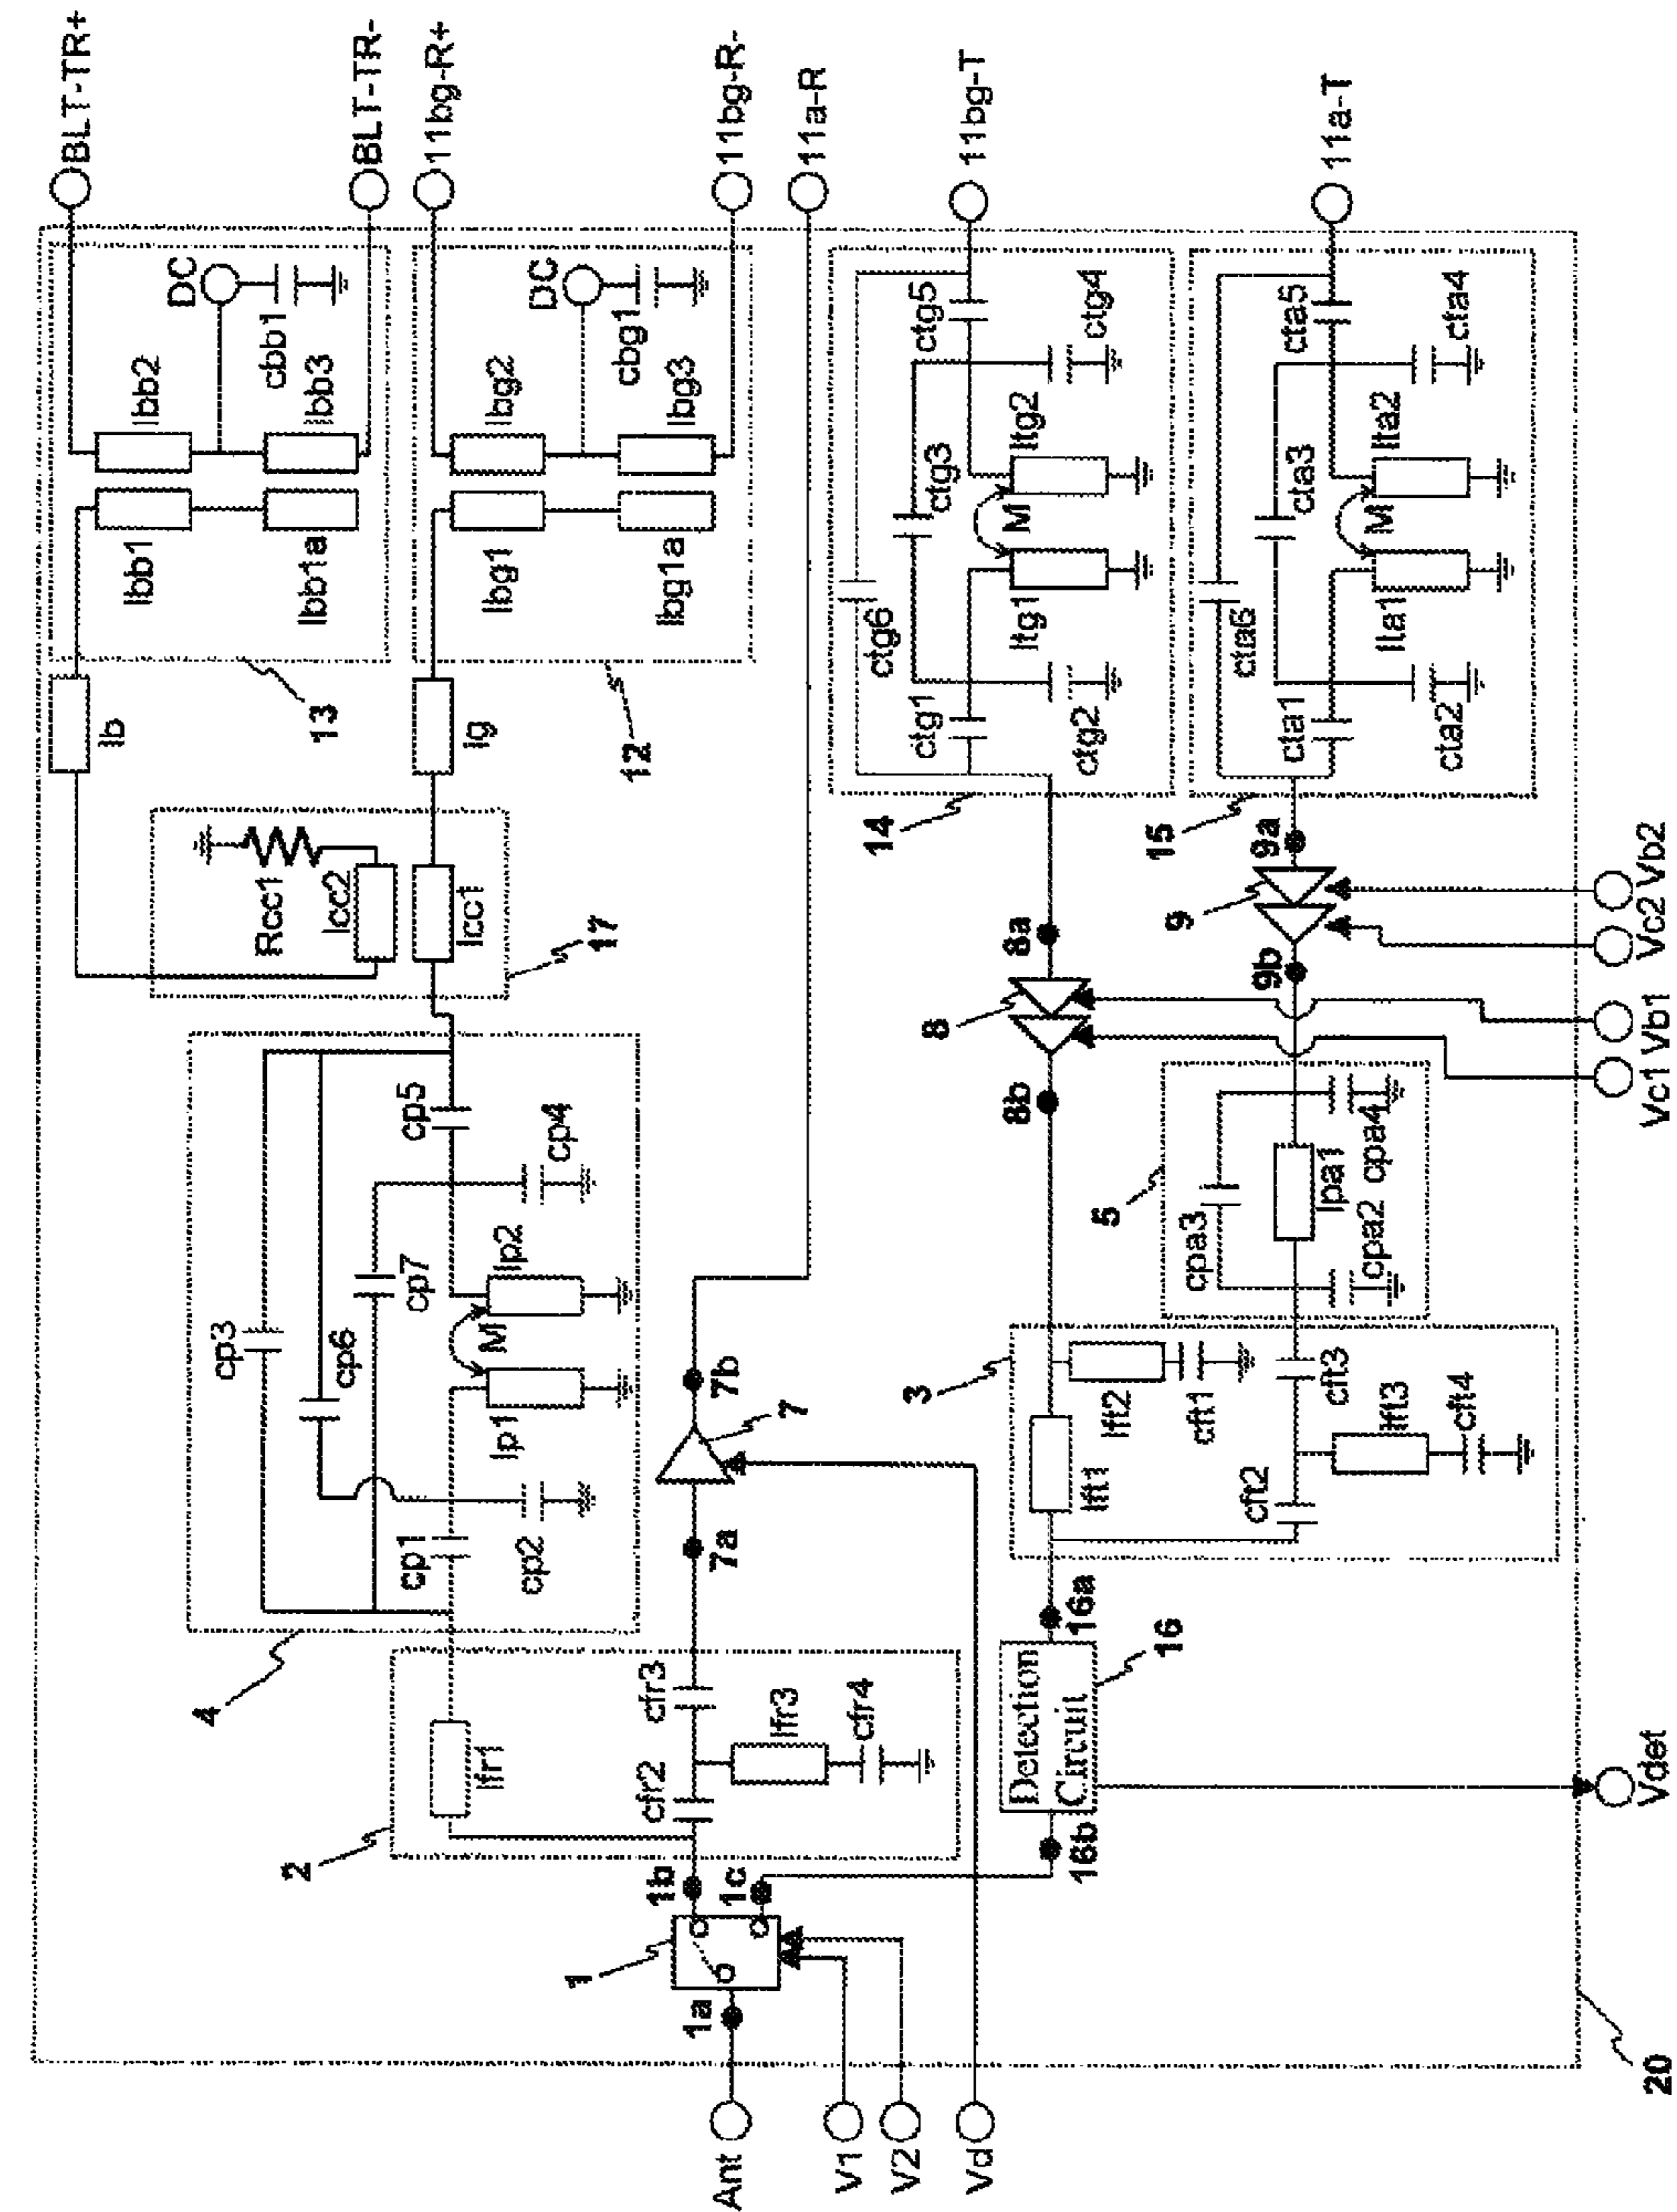 BLT-TR+
BLT-TR-
11bg-R+
11bg-R-
11a-R
11bg-T
11a-T
lb
lbb1
lbb2
DC
lbb1a
lbb3
cbb1
13
Rcc1
lcc2
lcc1
17
lg
lbg1
lbg2
DC
lbg1a
lbg3
cbg1
12
4
cp3
cp6
cp7
cp1
cp5
M
lp1
lp2
cp2
cp4
2
lfr1
cfr2
cfr3
lfr3
cfr4
7a
7
7b
1
1a
1b
1c
Ant
V1
V2
Vd
16b
Detection
Circuit
16a
16
Vdet
3
lft1
lft2
cft1
cft2
cft3
lft3
cft4
5
cpa3
lpa1
cpa2
cpa4
8b
8
8a
9b
9
9a
Vc1
Vb1
Vc2
Vb2
14
ctg6
ctg1
ctg3
ctg5
M
ltg1
ltg2
ctg2
ctg4
15
cta6
cta1
cta3
cta5
M
lta1
lta2
cta2
cta4
20